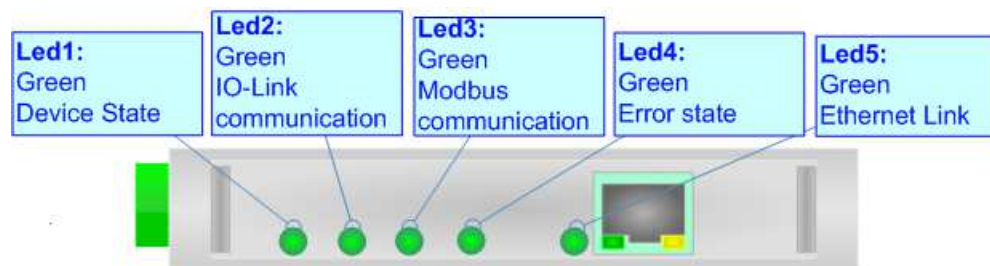 Led1:
Green
Device State
Led2:
Green
IO-Link
communication
Led3:
Green
Modbus
communication
Led4:
Green
Error state
Led5:
Green
Ethernet Link